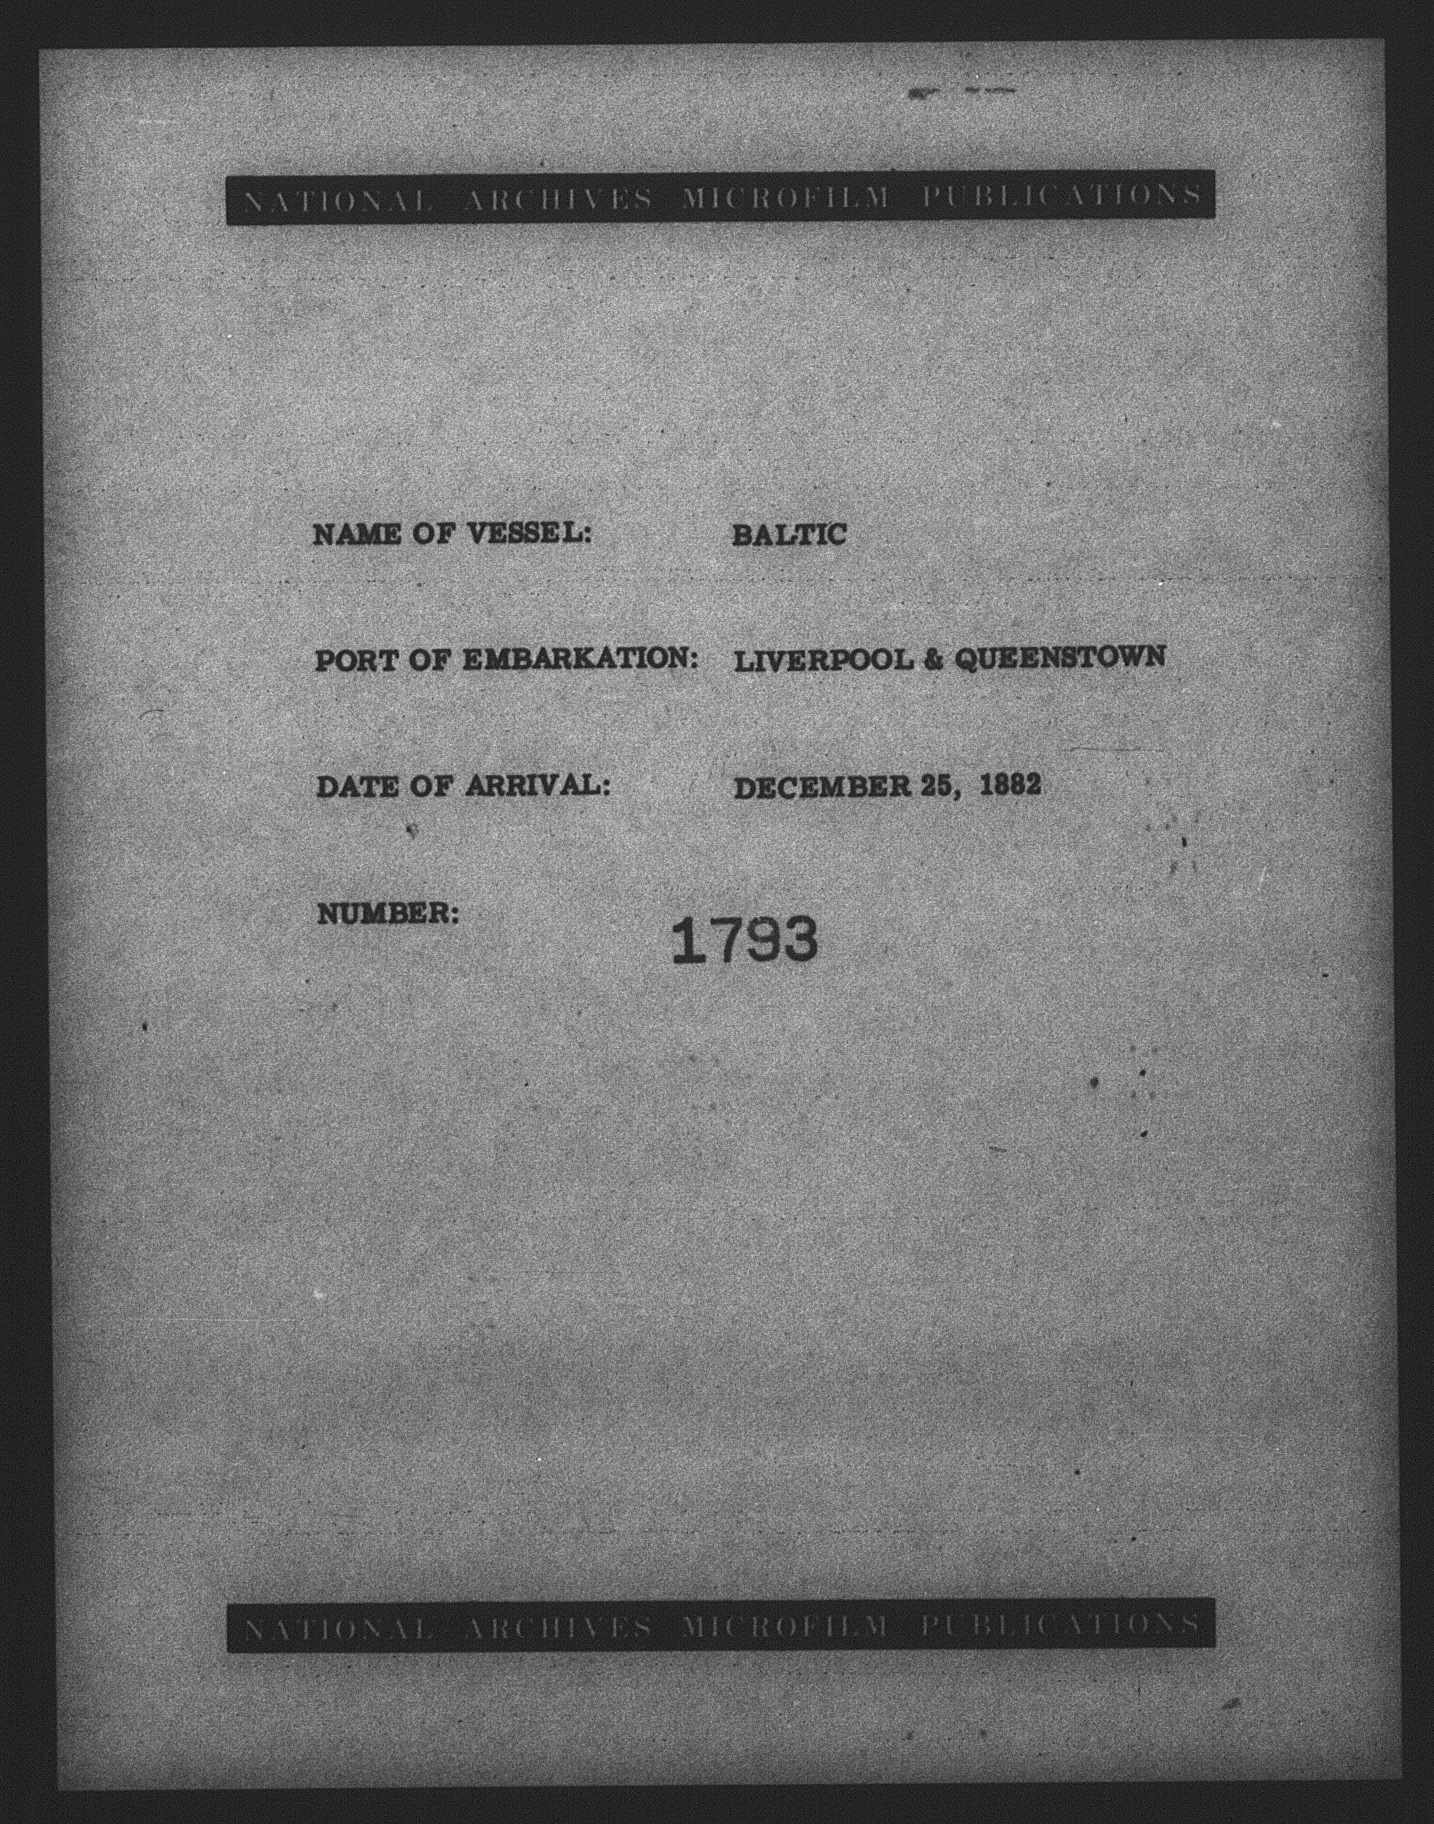 NATIONAL ARCHIVES MICROFILM PUBLICATIONS
NAME OF VESSEL: BALTIC
PORT OF EMBARKATION: LIVERPOOL & QUEENSTOWN
DATE OF ARRIVAL: DECEMBER 25, 1882
NUMBER: 1793
NATIONAL ARCHIVES MICROFILM PUBLICATIONS